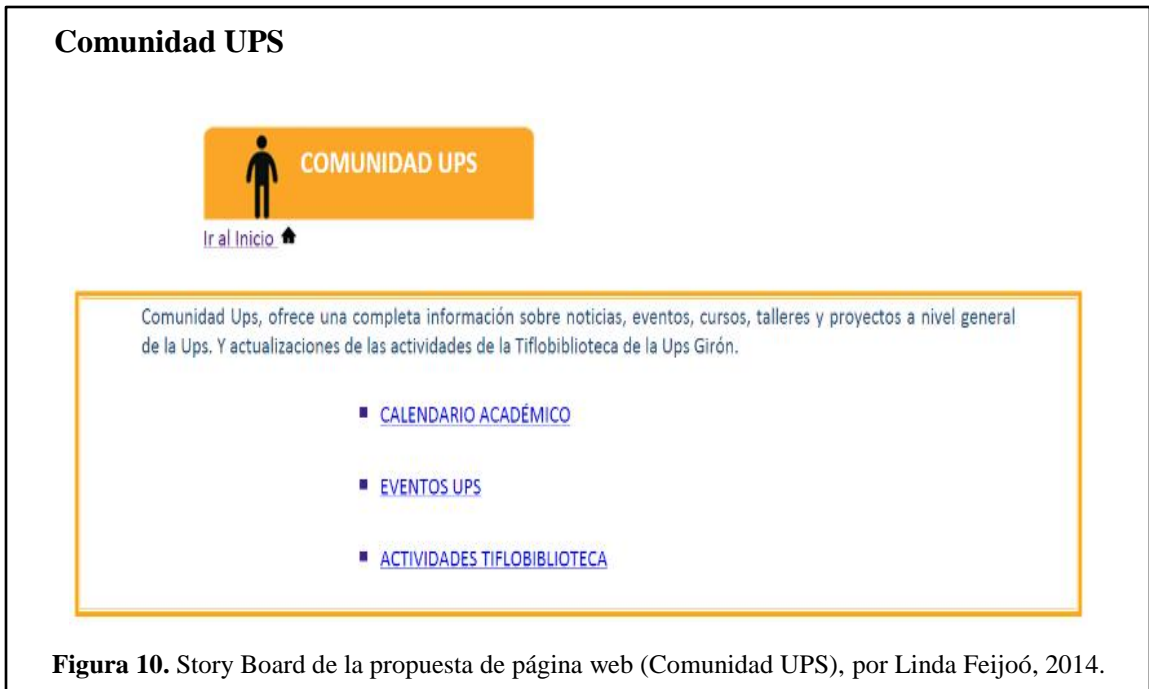 Comunidad UPS
COMUNIDAD UPS
Ir al Inicio
Comunidad Ups, ofrece una completa información sobre noticias, eventos, cursos, talleres y proyectos a nivel general
de la Ups. Y actualizaciones de las actividades de la Tiflobiblioteca de la Ups Girón.
CALENDARIO ACADÉMICO
EVENTOS UPS
ACTIVIDADES TIFLOBIBLIOTECA
Figura 10. Story Board de la propuesta de página web (Comunidad UPS), por Linda Feijoó, 2014.